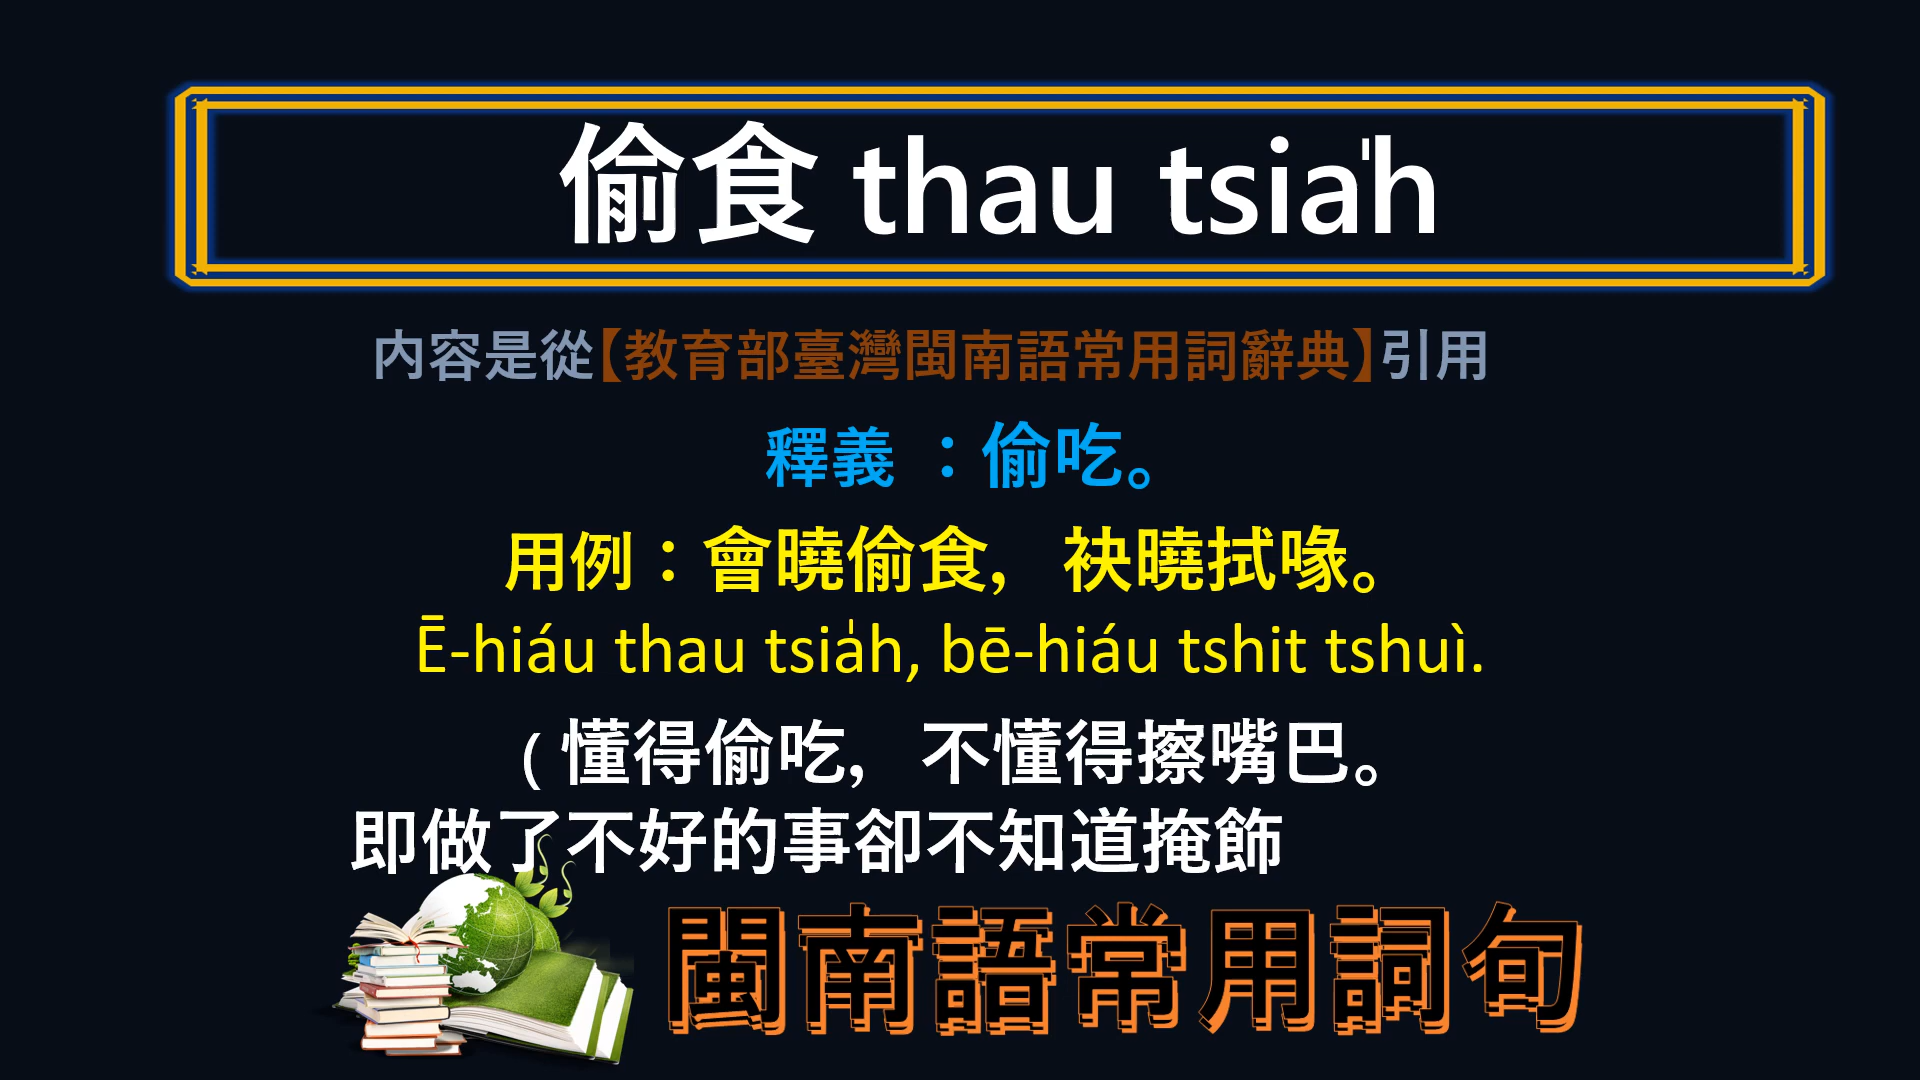 偷食 thau tsia̍h
内容是從【教育部臺灣閩南語常用詞辭典】引用
釋義 ：偷吃。
用例：會曉偷食，袂曉拭喙。
Ē-hiáu thau tsia̍h, bē-hiáu tshit tshuì.
( 懂得偷吃，不懂得擦嘴巴。
即做了不好的事卻不知道掩飾
閩南語常用詞句